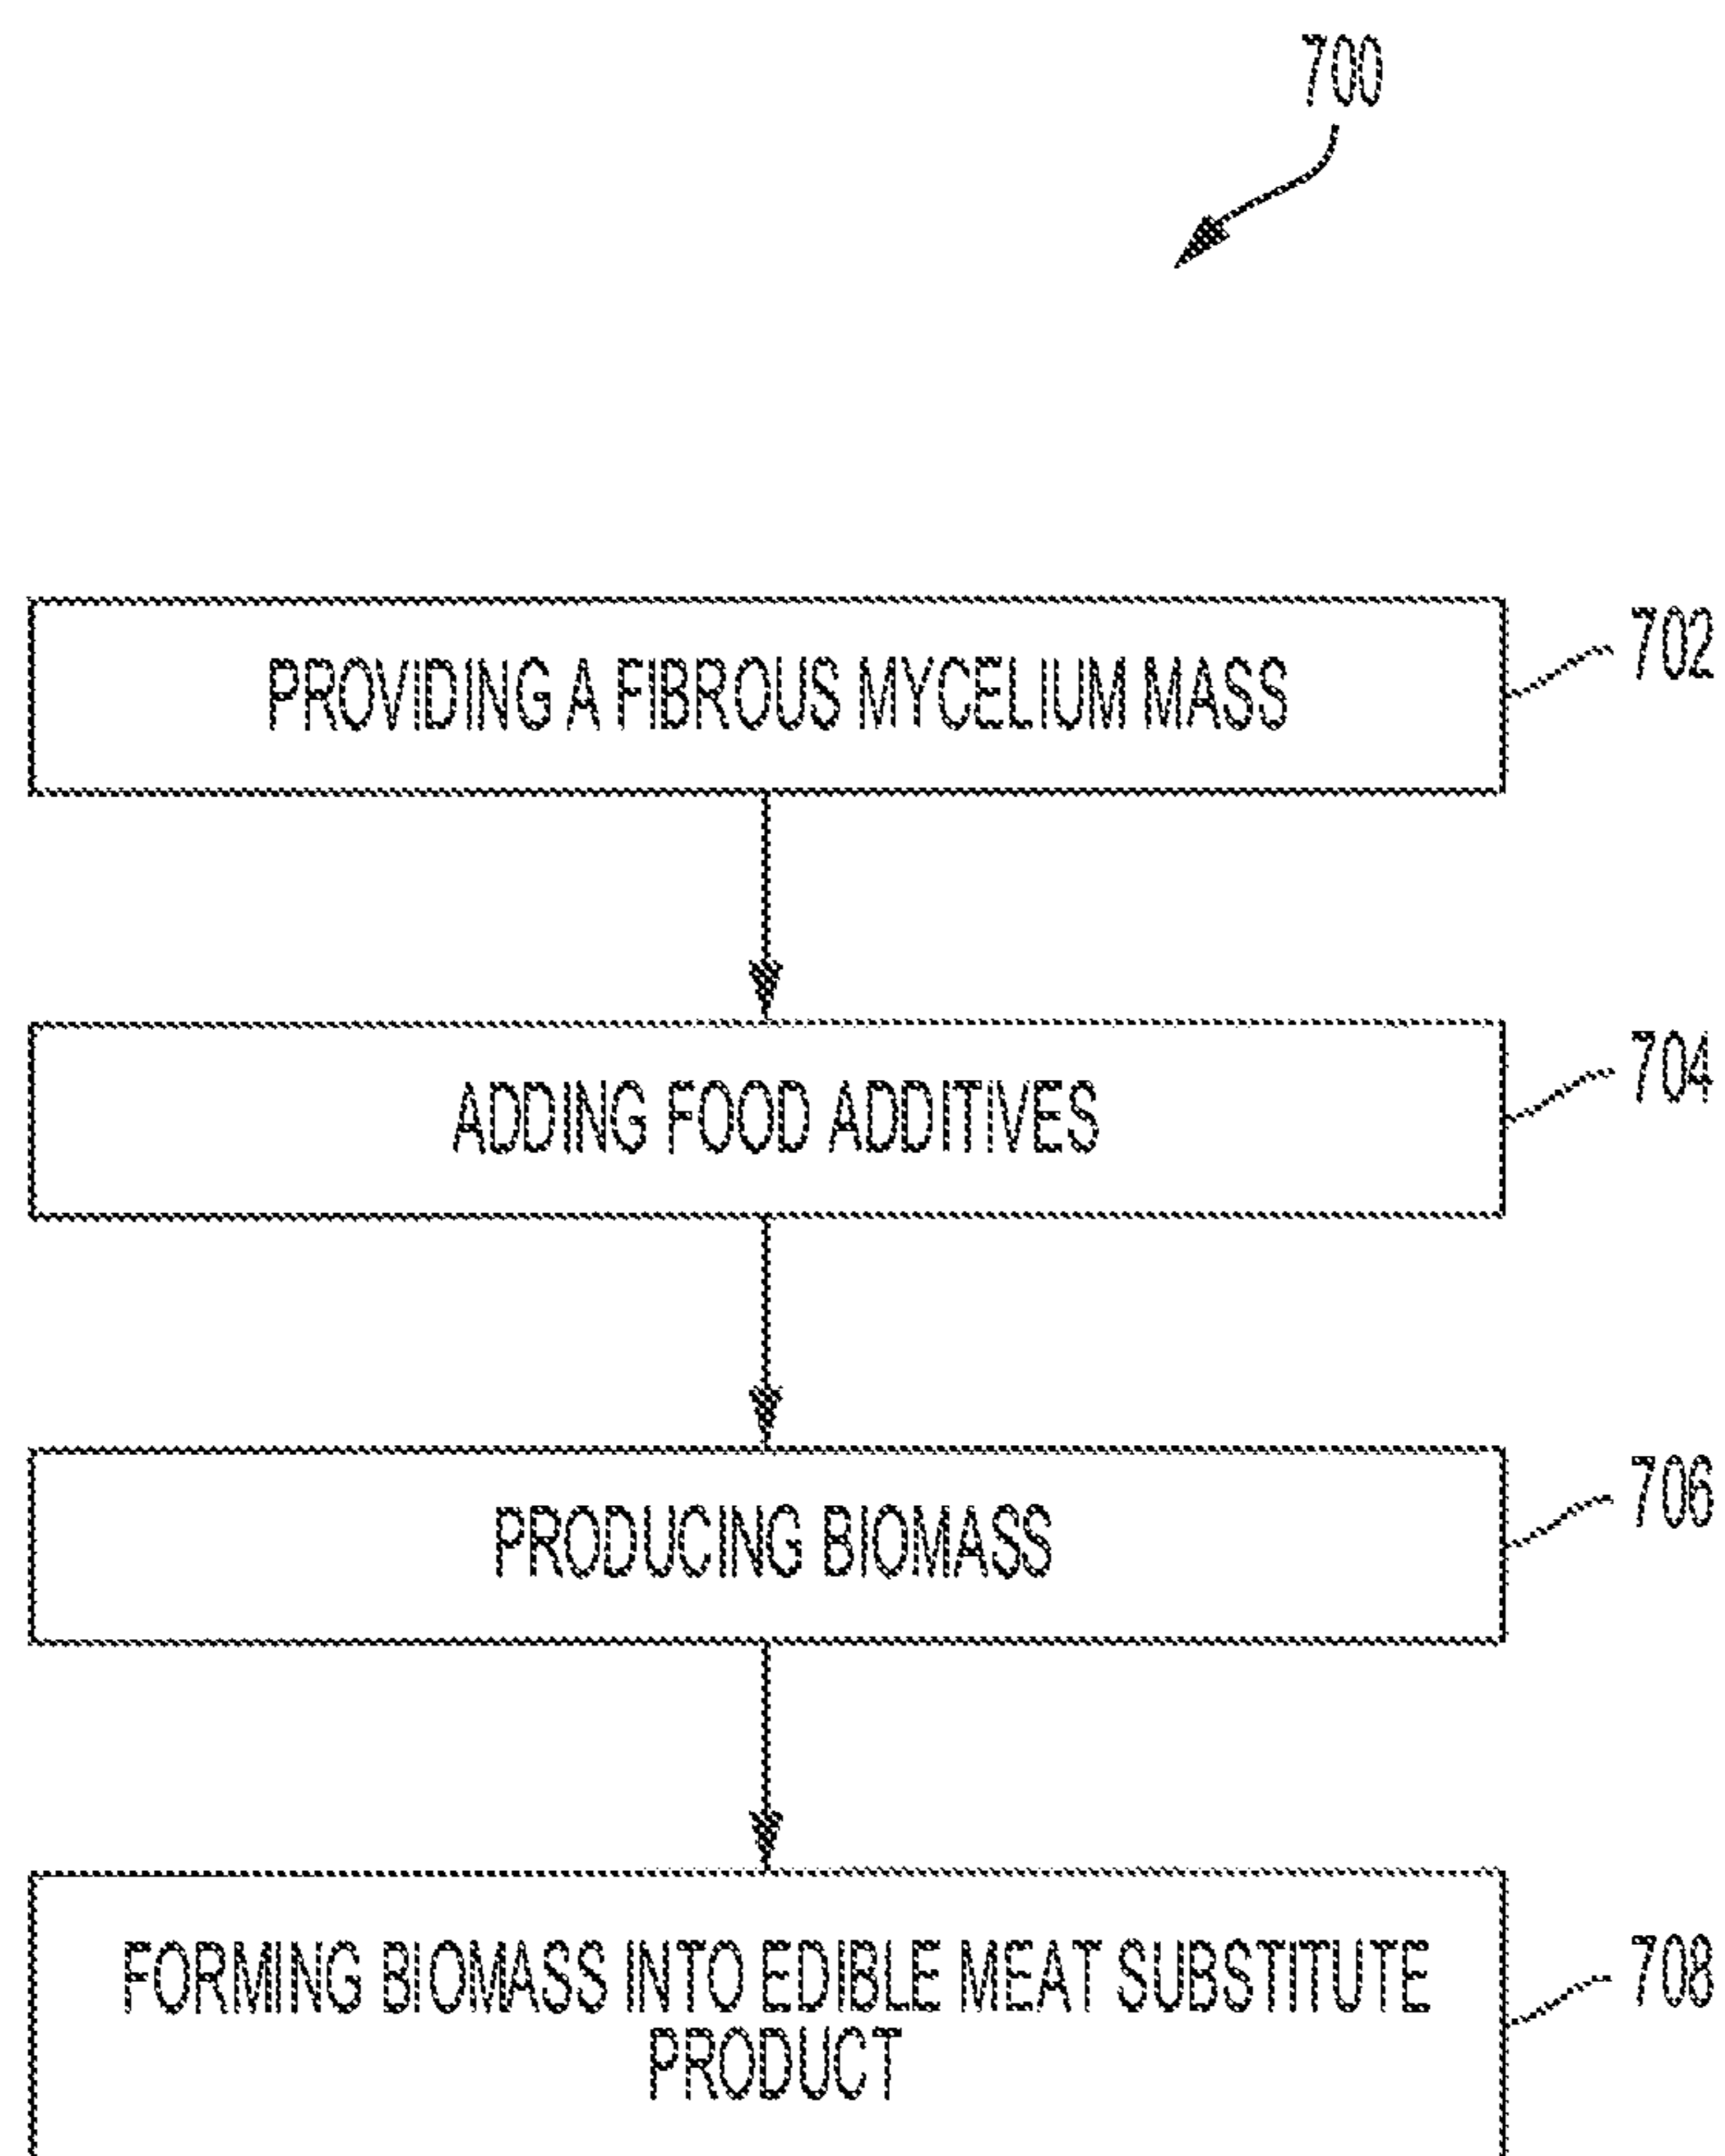 700
PROVIDING A FIBROUS MYCELIUM MASS
702
ADDING FOOD ADDITIVES
704
PRODUCING BIOMASS
706
FORMING BIOMASS INTO EDIBLE MEAT SUBSTITUTE
PRODUCT
708